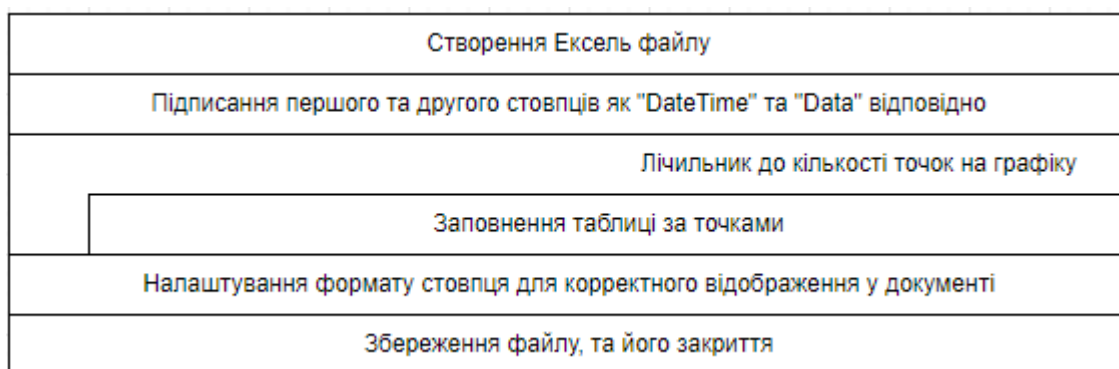 Створення Ексель файлу
Підписання першого та другого стовпців як "DateTime" та "Data" відповідно
Лічильник до кількості точок на графіку
Заповнення таблиці за точками
Налаштування формату стовпця для корректного відображення у документі
Збереження файлу, та його закриття